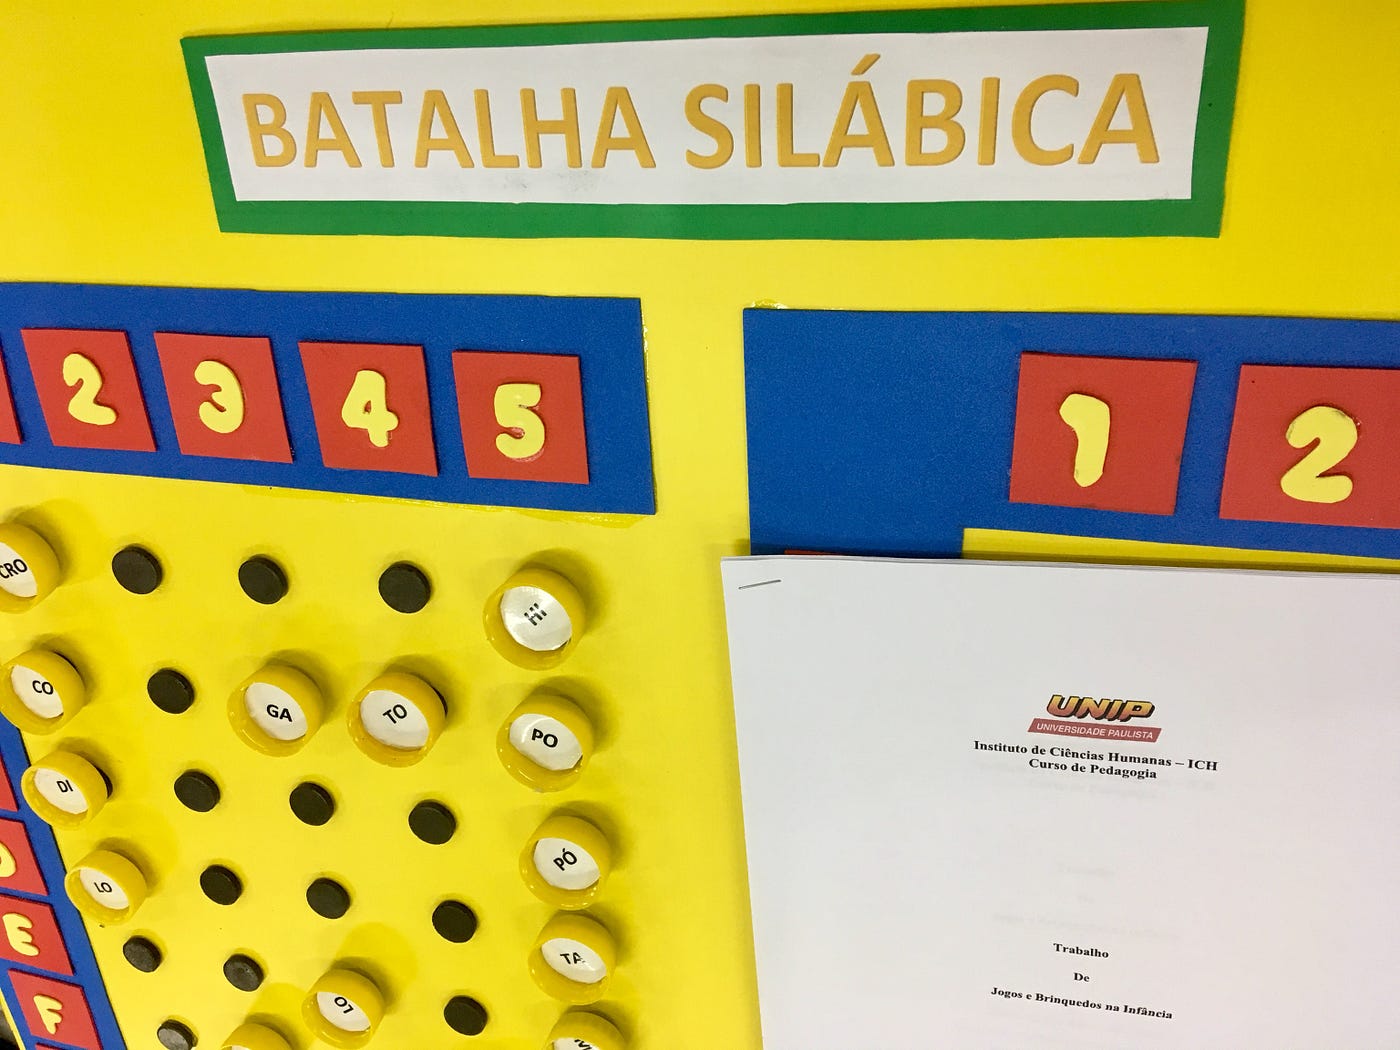 BATALHA SILÁBICA
2 3 4 5
1 2
CRO
HI
CO
GA
TO
PO
DI
LO
PÓ
TA
LO
E
F
UNIP
UNIVERSIDADE PAULISTA
Instituto de Ciências Humanas – ICH
Curso de Pedagogia
Trabalho
De
Jogos e Brinquedos na Infância